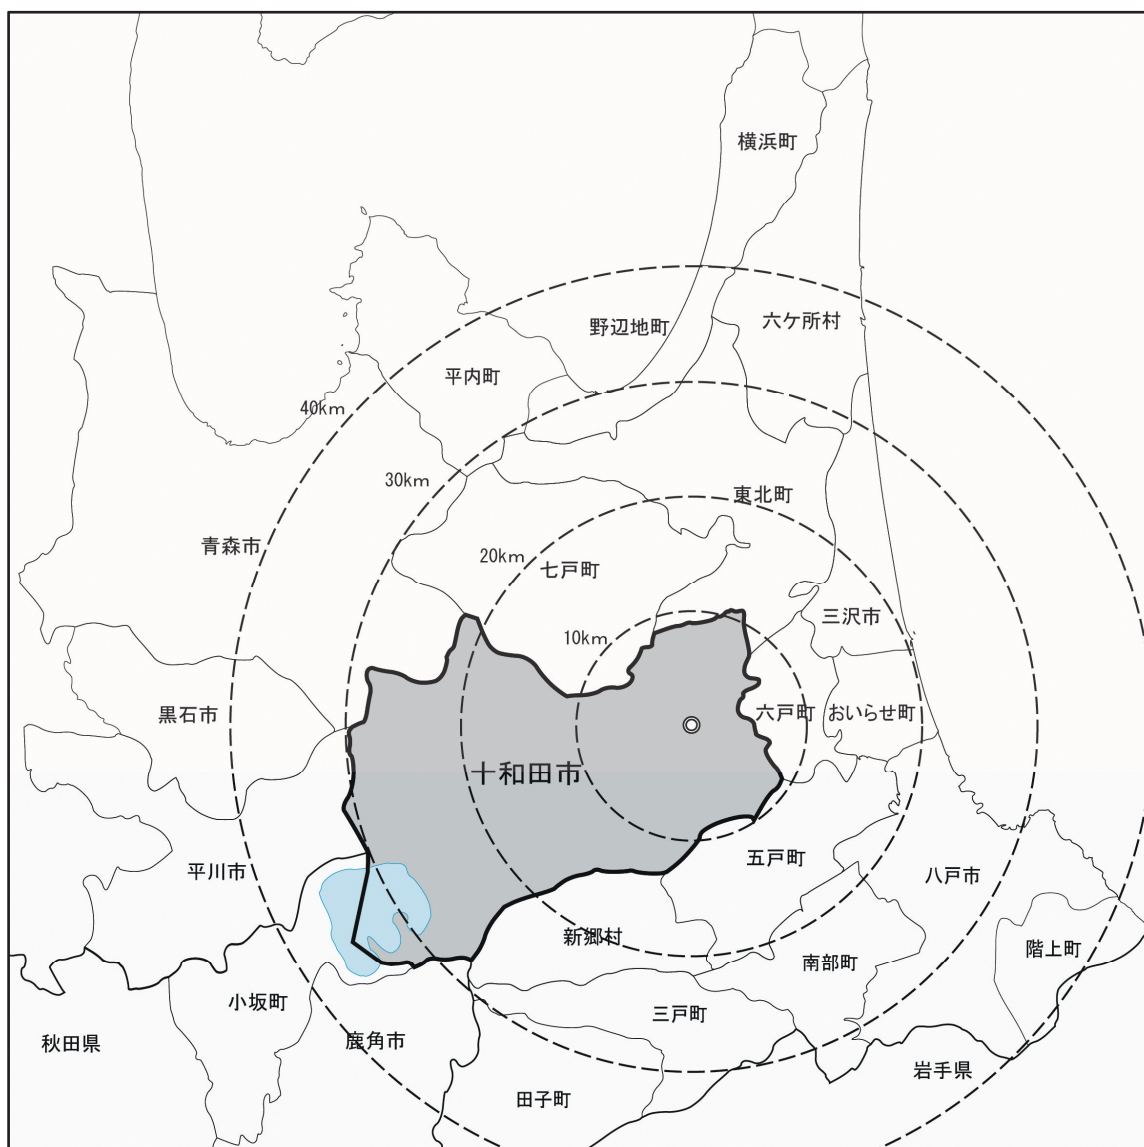 横浜町
六ケ所村
野辺地町
平内町
40km
30km
東北町
青森市
20km
七戸町
三沢市
10km
黒石市
六戸町
おいらせ町
十和田市
五戸町
平川市
八戸市
新郷村
階上町
南部町
小坂町
三戸町
鹿角市
秋田県
岩手県
田子町